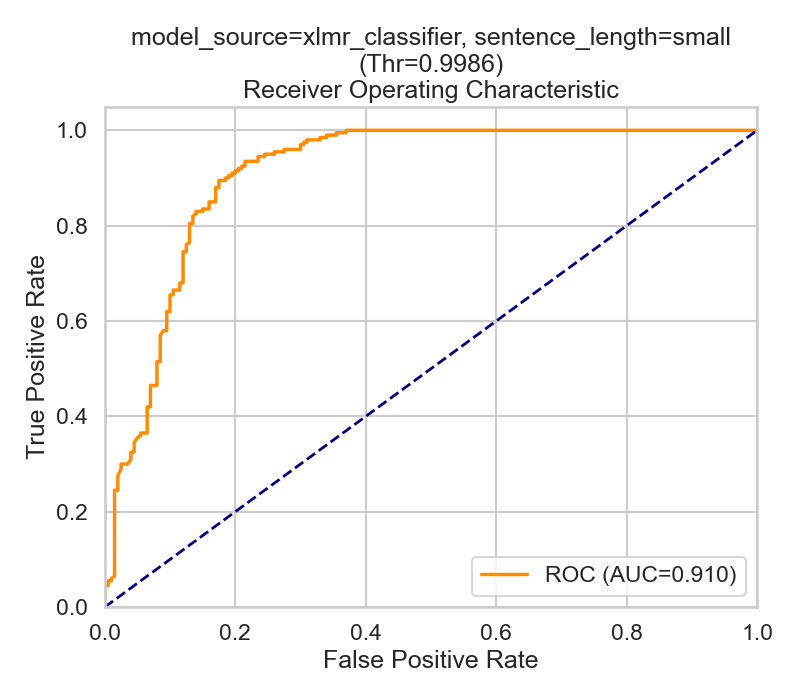 model_source=xlmr_classifier, sentence_length=small
(Thr=0.9986)
Receiver Operating Characteristic
1.0
0.8
0.6
0.4
0.2
0.0
True Positive Rate
ROC (AUC=0.910)
0.0 0.2 0.4 0.6 0.8 1.0
False Positive Rate